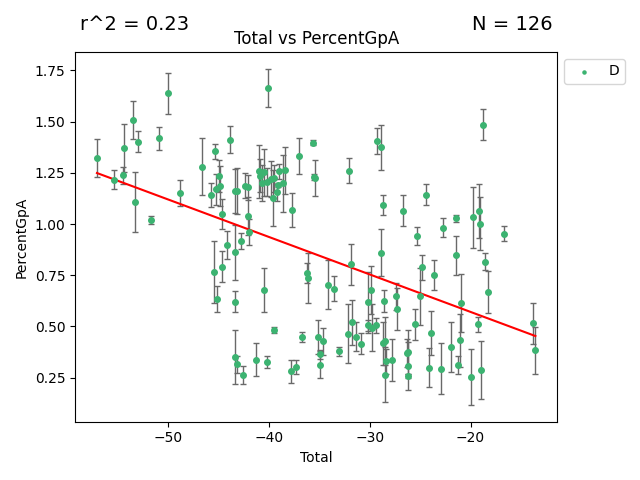 r^2 = 0.23
N = 126
Total vs PercentGpA
D
PercentGpA
1.75
1.50
1.25
1.00
0.75
0.50
0.25
−50
−40
−30
−20
Total